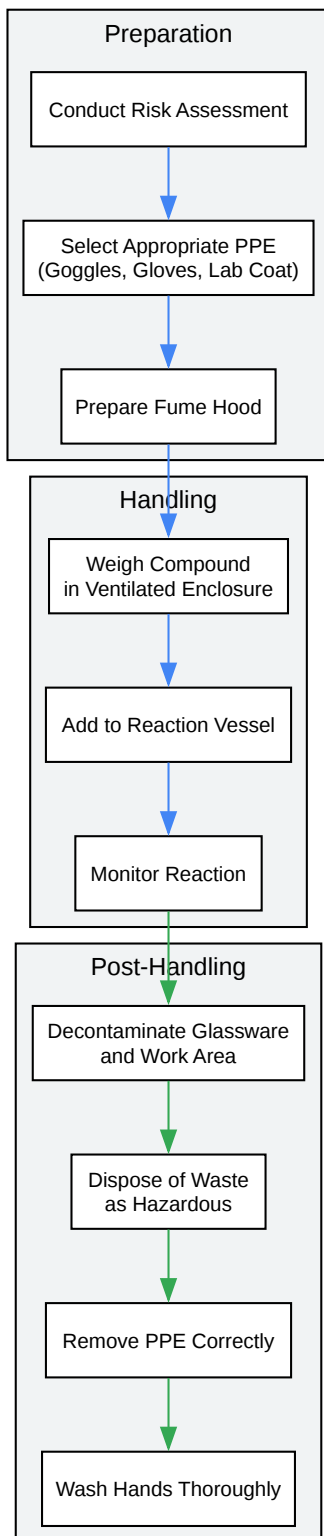 Preparation
Conduct Risk Assessment
Select Appropriate PPE
(Goggles, Gloves, Lab Coat)
Prepare Fume Hood
Handling
Weigh Compound
in Ventilated Enclosure
Add to Reaction Vessel
Monitor Reaction
Post-Handling
Decontaminate Glassware
and Work Area
Dispose of Waste
as Hazardous
Remove PPE Correctly
Wash Hands Thoroughly